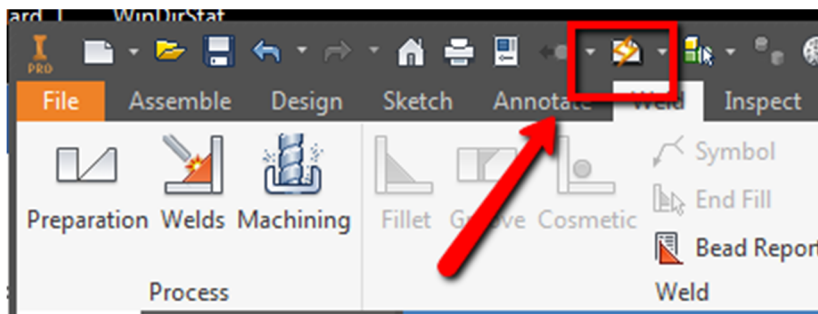 ard_1 WinDirStat
PRO
File Assemble Design Sketch Annotate Weld Inspect
Preparation Welds Machining Fillet Groove Cosmetic
Symbol
End Fill
Bead Report
Process Weld